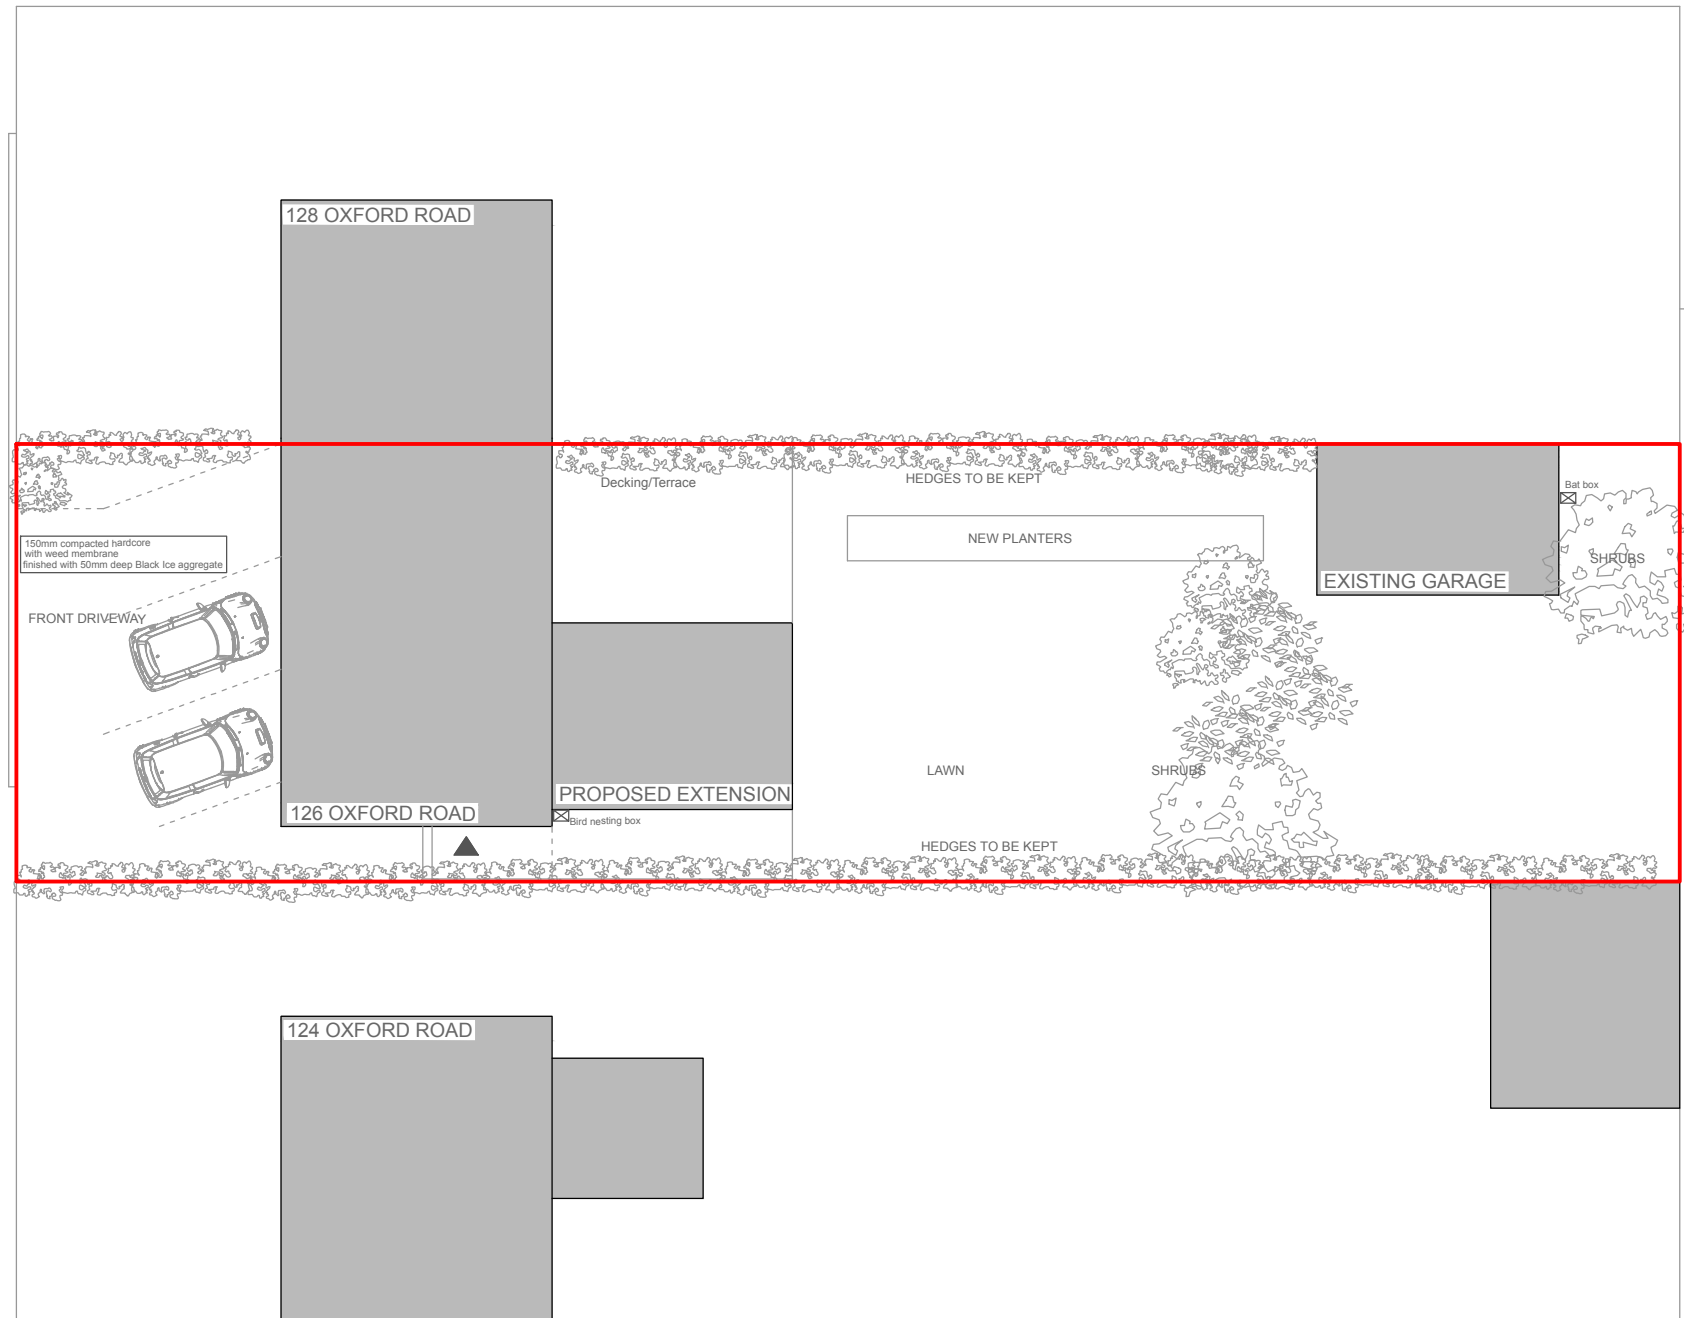 128 OXFORD ROAD
Decking/Terrace
HEDGES TO BE KEPT
Bat box
NEW PLANTERS
150mm compacted hardcore
with weed membrane
finished with 50mm deep Black Ice aggregate
SHRUBS
EXISTING GARAGE
FRONT DRIVEWAY
LAWN
SHRUBS
PROPOSED EXTENSION
126 OXFORD ROAD
Bird nesting box
HEDGES TO BE KEPT
124 OXFORD ROAD